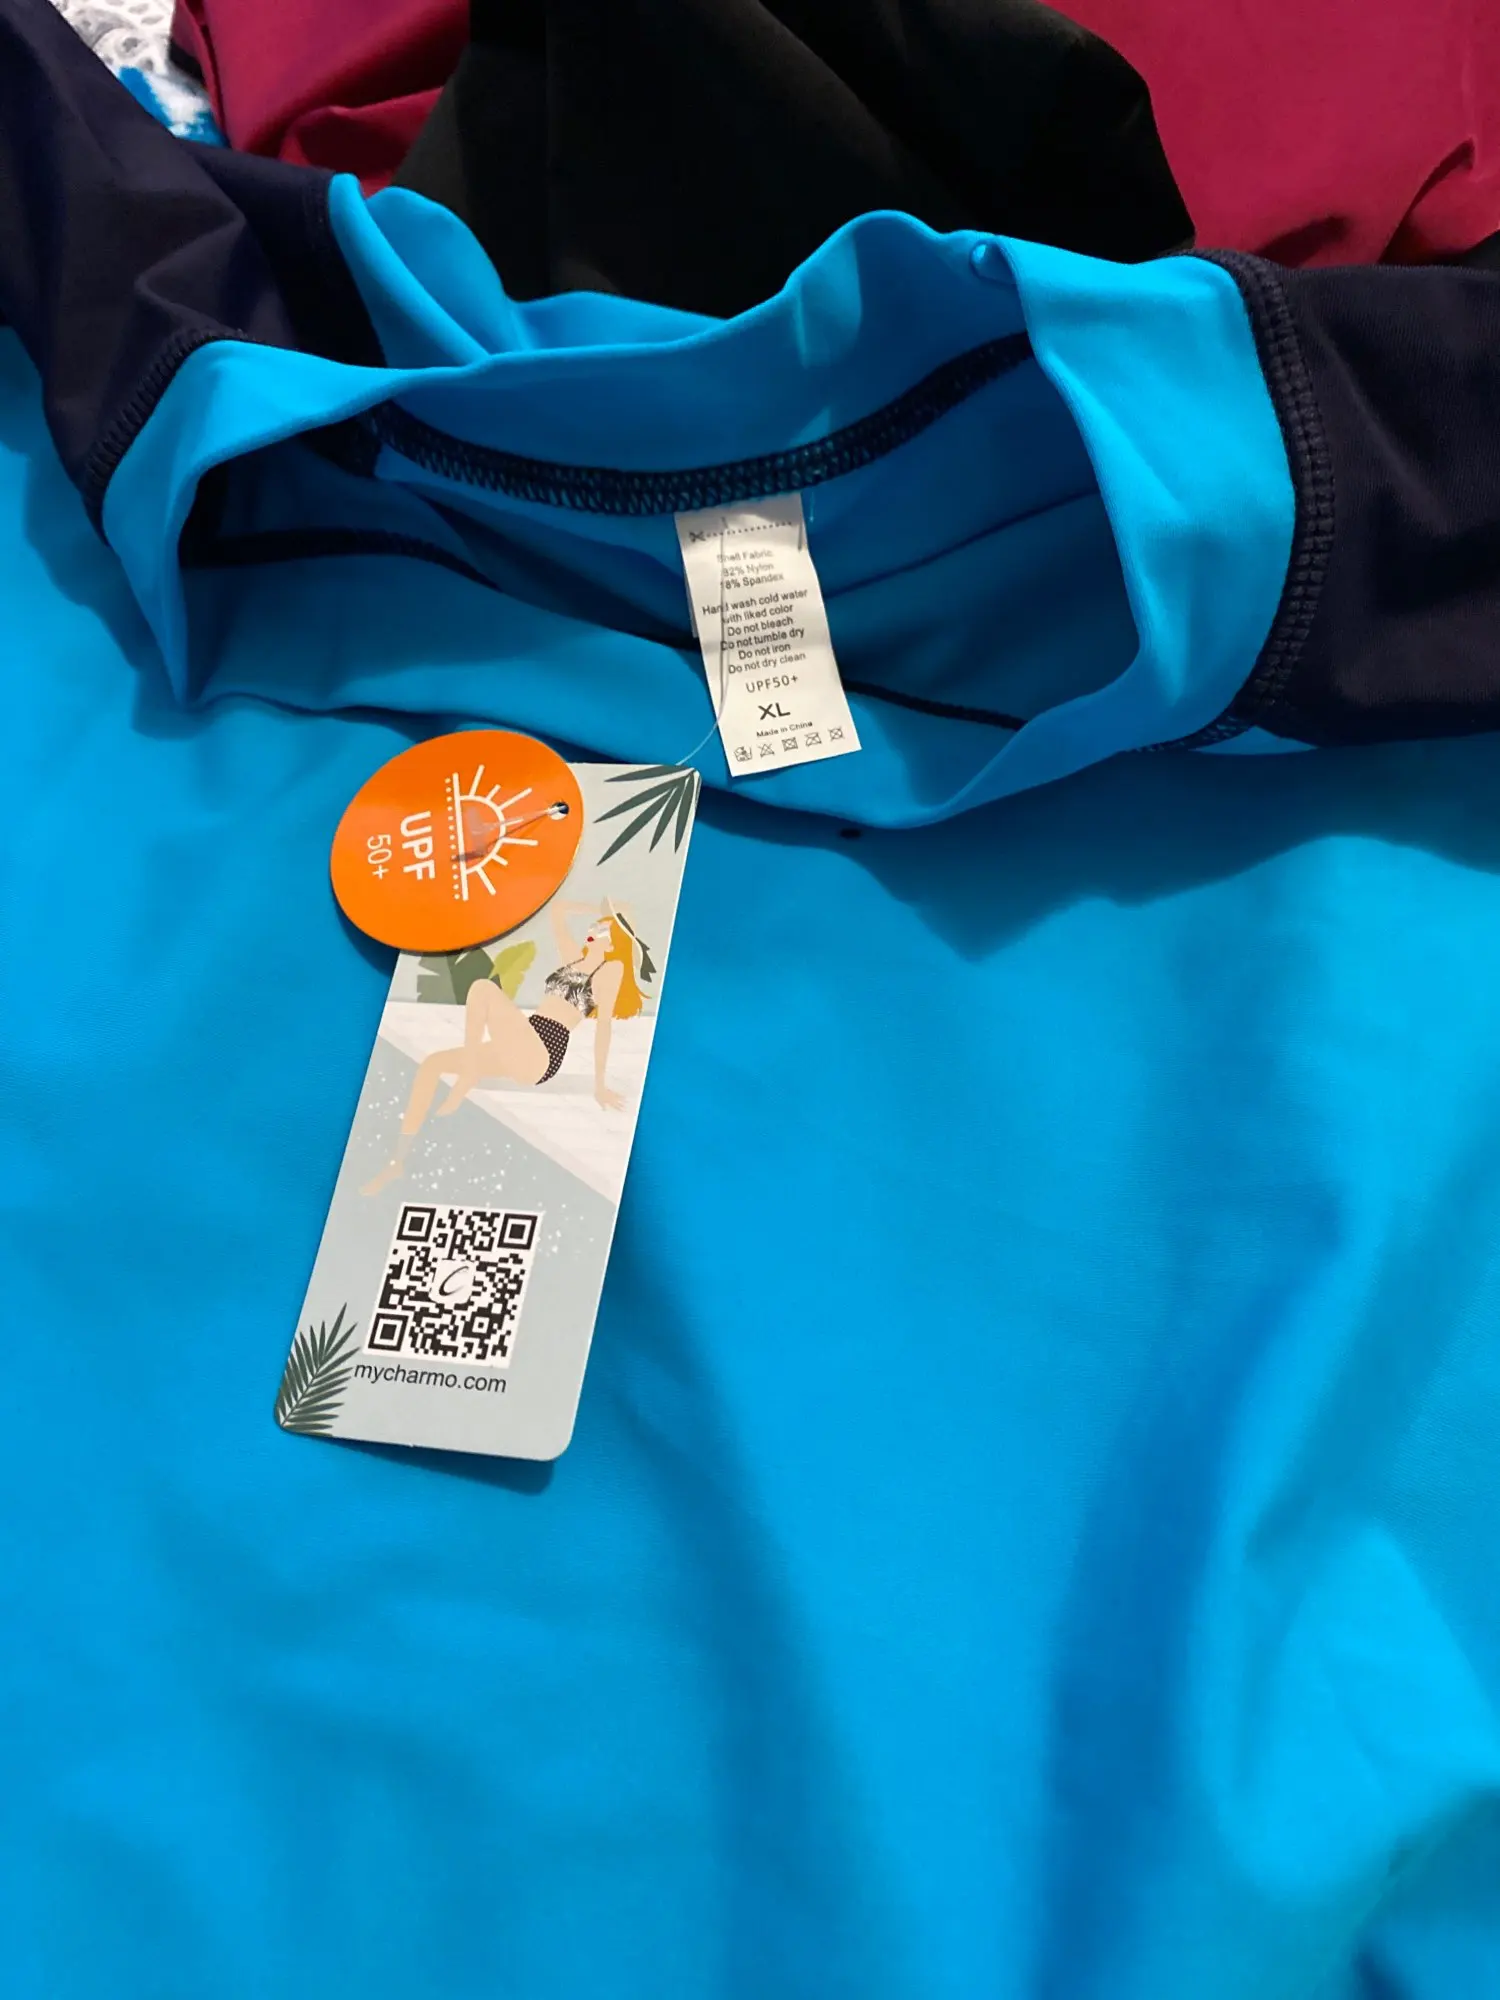 Shell Fabric:
82% Nylon
18% Spandex
Hand wash cold water
with liked color
Do not bleach
Do not tumble dry
Do not iron
Do not dry clean
UPF50+
XL
Made in China
UPF
50+
C
mycharmo.com